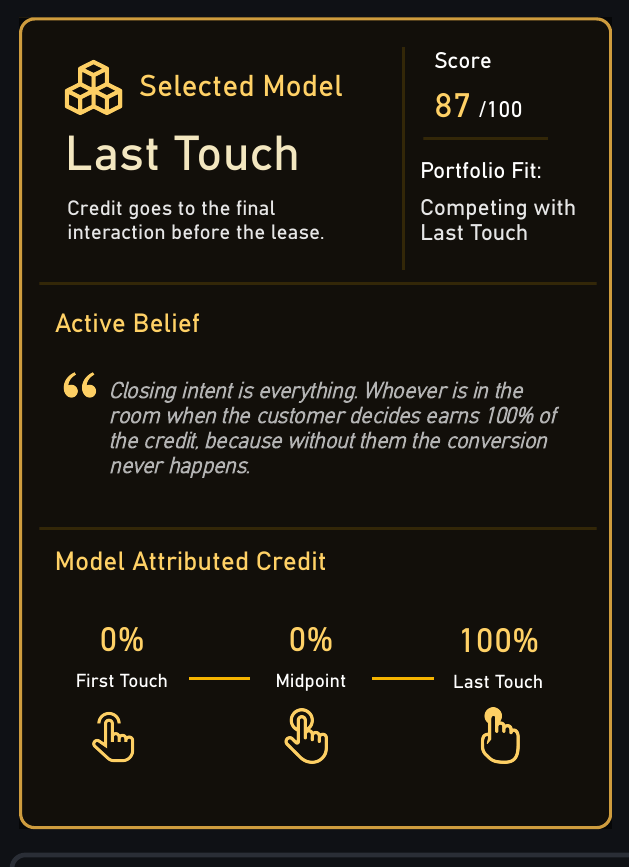 Selected Model
Last Touch
Credit goes to the final
interaction before the lease.
Score
87 /100
Portfolio Fit:
Competing with
Last Touch
Active Belief
“ Closing intent is everything. Whoever is in the
room when the customer decides earns 100% of
the credit, because without them the conversion
never happens.
Model Attributed Credit
0%
0%
100%
First Touch
Midpoint
Last Touch